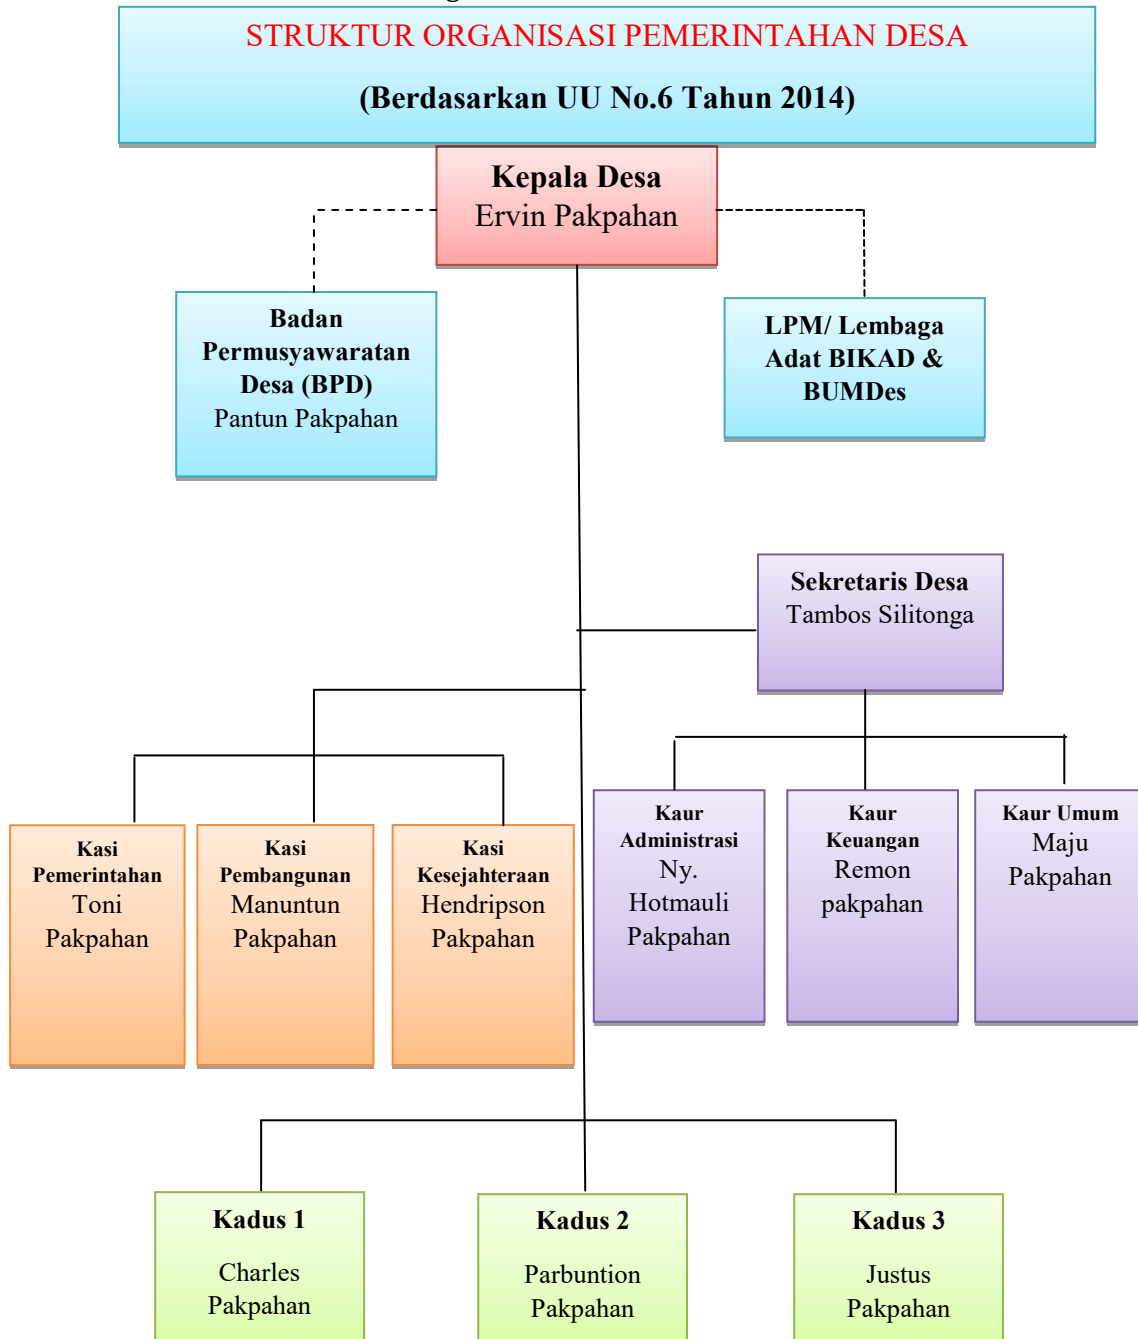 STRUKTUR ORGANISASI PEMERINTAHAN DESA
(Berdasarkan UU No.6 Tahun 2014)
Kepala Desa
Ervin Pakpahan
Badan
Permusyawaratan
Desa (BPD)
Pantun Pakpahan
LPM/ Lembaga
Adat BIKAD &
BUMDes
Sekretaris Desa
Tambos Silitonga
Kasi
Pemerintahan
Toni
Pakpahan
Kasi
Pembangunan
Manuntun
Pakpahan
Kasi
Kesejahteraan
Hendripson
Pakpahan
Kaur
Administrasi
Ny.
Hotmauli
Pakpahan
Kaur
Keuangan
Remon
pakpahan
Kaur Umum
Maju
Pakpahan
Kadus 1
Charles
Pakpahan
Kadus 2
Parbuntion
Pakpahan
Kadus 3
Justus
Pakpahan